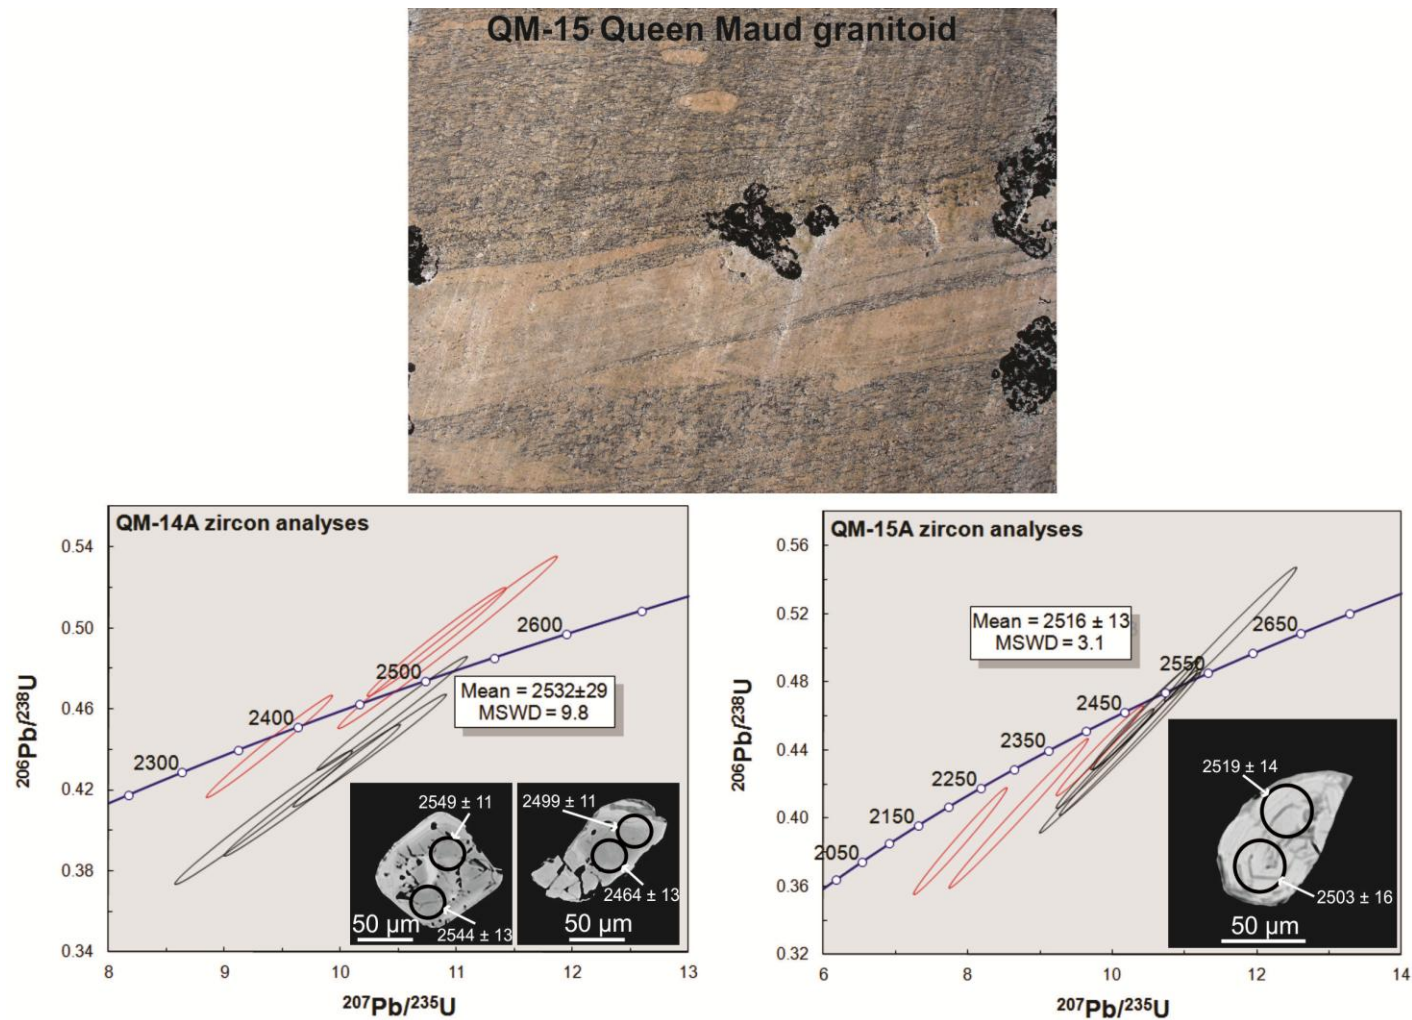 QM-15 Queen Maud granitoid
QM-14A zircon analyses
0.54
0.50
0.46
0.42
0.38
0.34
²⁰⁶Pb/²³⁸U
2300
2400
2500
2600
Mean = 2532±29
MSWD = 9.8
2549 ± 11
2544 ± 13
50 µm
2499 ± 11
2464 ± 13
50 µm
8
9
10
11
12
13
²⁰⁷Pb/²³⁵U
QM-15A zircon analyses
0.56
0.52
0.48
0.44
0.40
0.36
0.32
²⁰⁶Pb/²³⁸U
2050
2150
2250
2350
2450
2550
2650
Mean = 2516 ± 13
MSWD = 3.1
2519 ± 14
2503 ± 16
50 µm
6
8
10
12
14
²⁰⁷Pb/²³⁵U